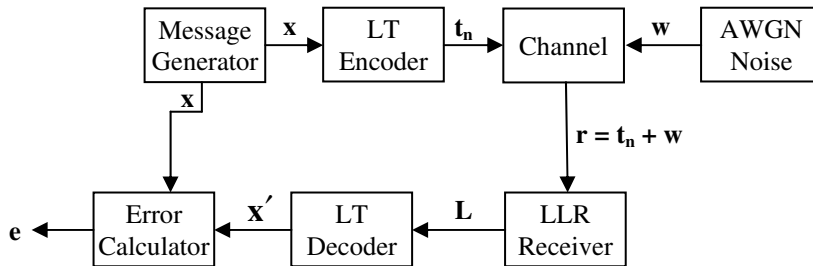 Message
Generator
x
LT
Encoder
tₙ
Channel
w
AWGN
Noise
x
r = tₙ + w
e
Error
Calculator
x′
LT
Decoder
L
LLR
Receiver